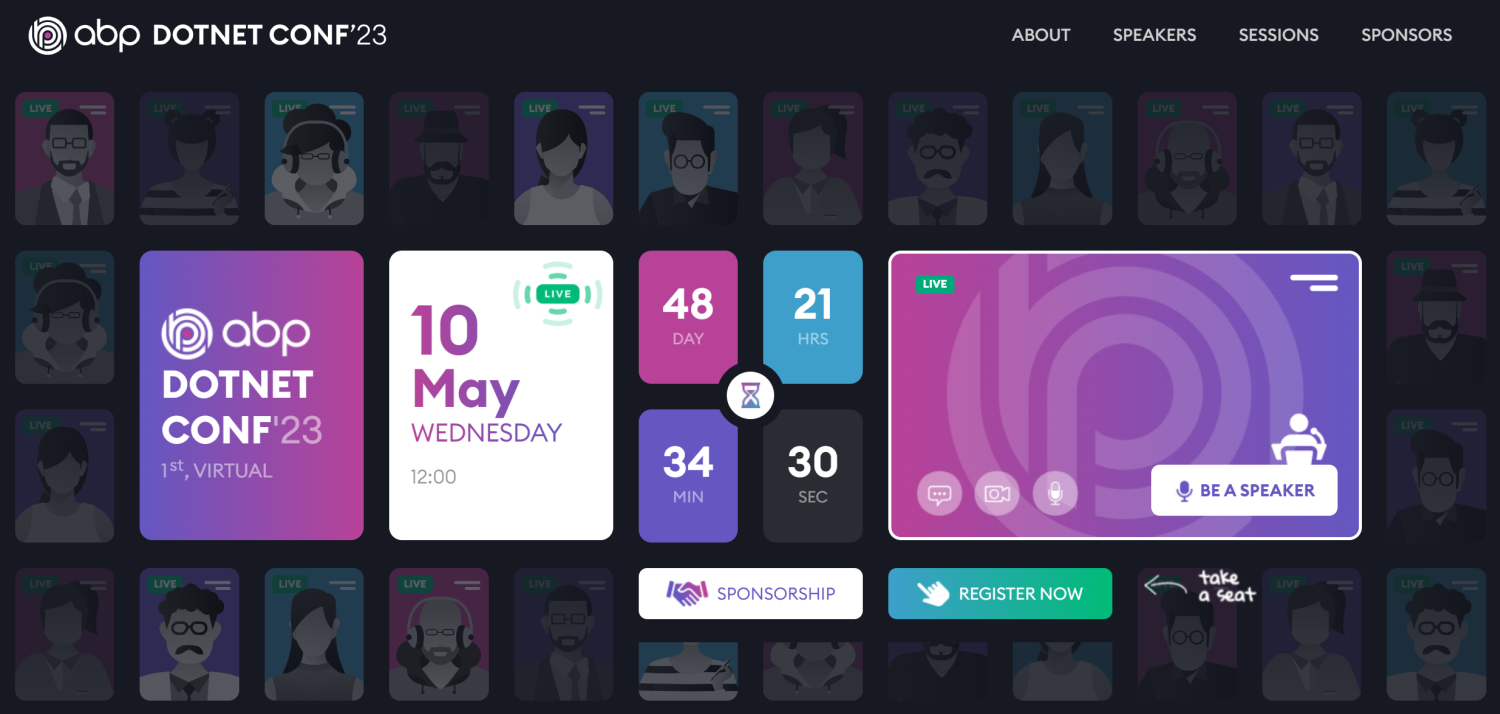 abp DOTNET CONF'23
ABOUT
SPEAKERS
SESSIONS
SPONSORS
LIVE
LIVE
LIVE
LIVE
LIVE
LIVE
LIVE
LIVE
LIVE
LIVE
LIVE
LIVE
LIVE
abp
DOTNET
CONF'23
1st, VIRTUAL
LIVE
10
May
WEDNESDAY
12:00
48
DAY
21
HRS
34
MIN
30
SEC
LIVE
BE A SPEAKER
LIVE
LIVE
LIVE
LIVE
LIVE
LIVE
LIVE
LIVE
SPONSORSHIP
REGISTER NOW
take
a seat
LIVE
LIVE